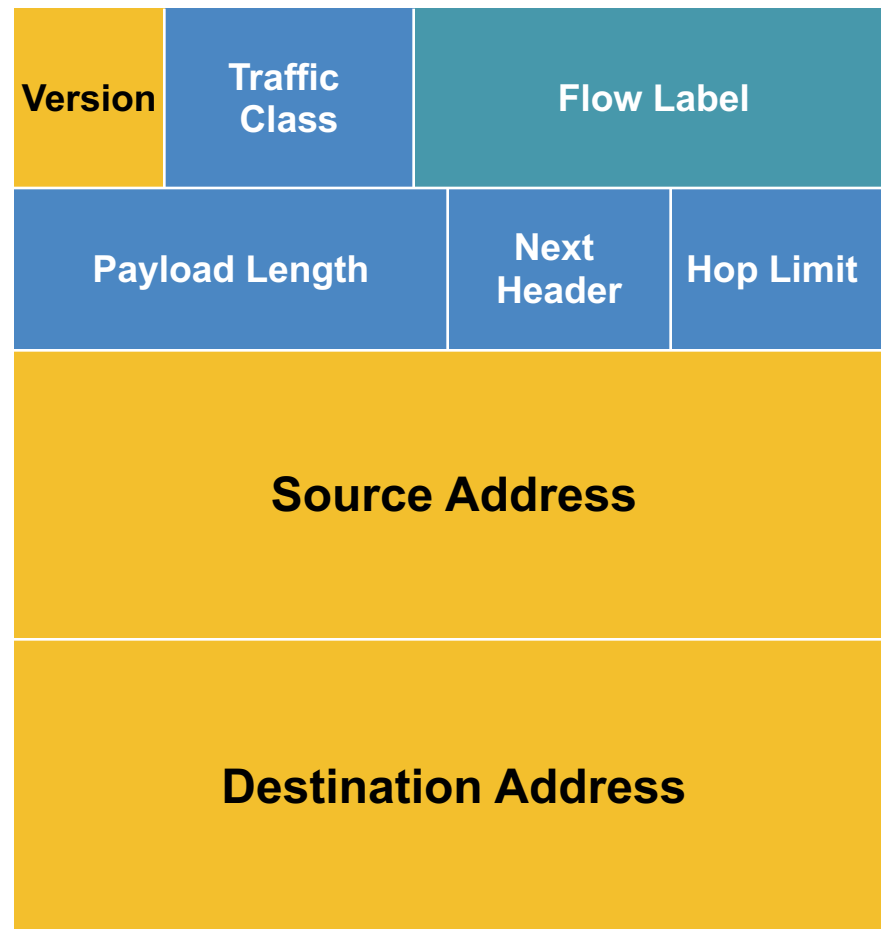 Version
Traffic
Class
Flow Label
Payload Length
Next
Header
Hop Limit
Source Address
Destination Address